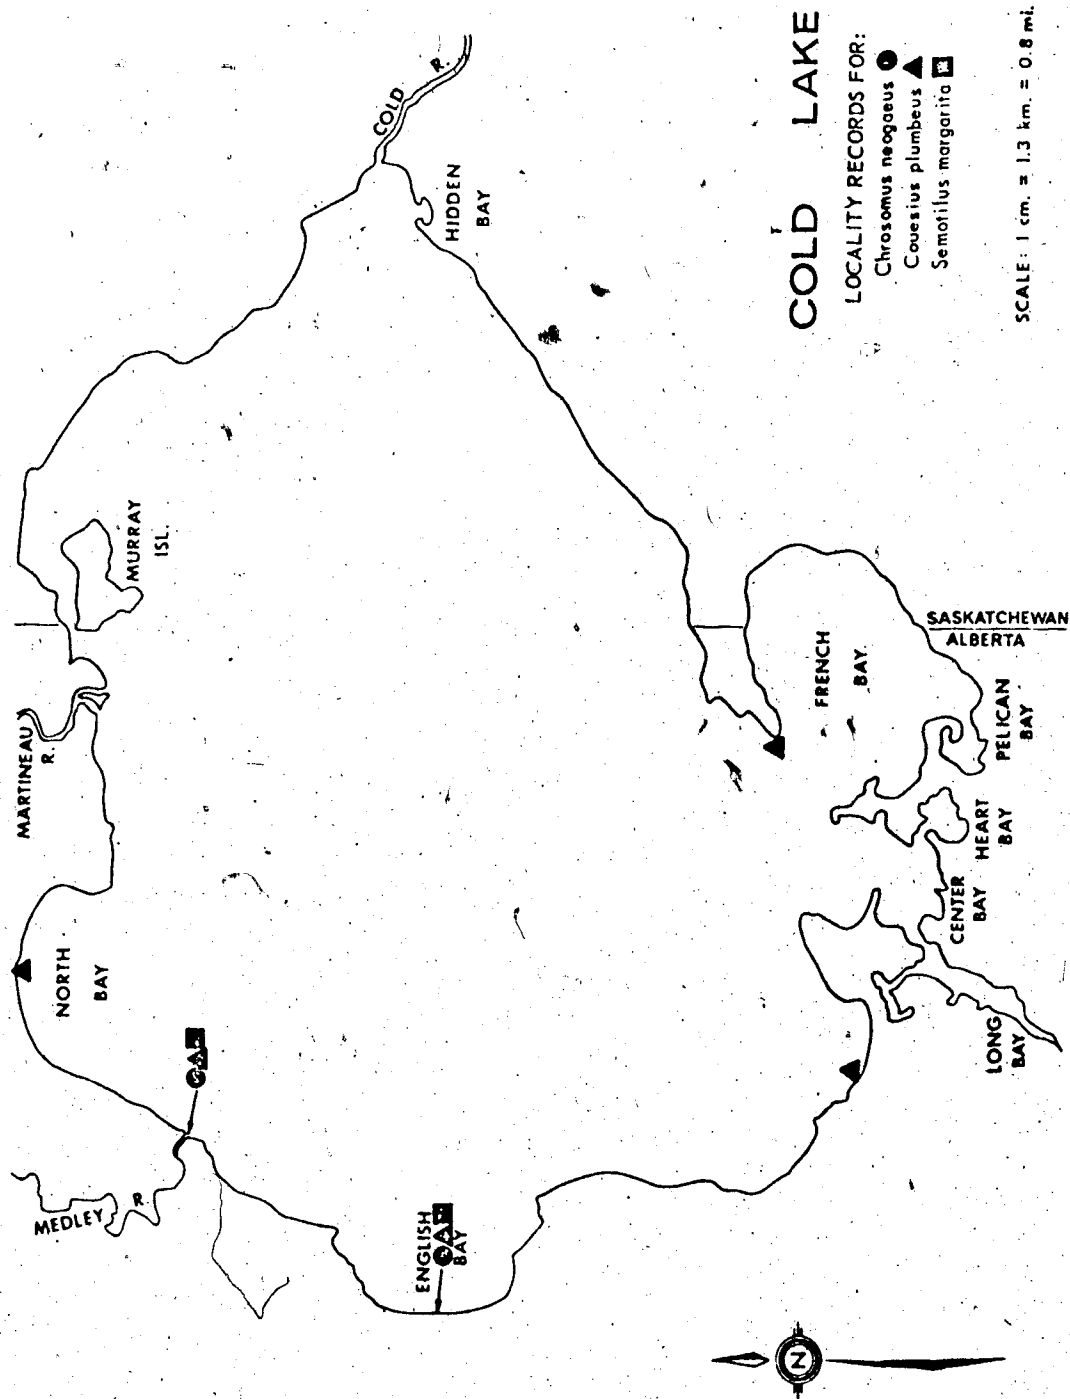 COLD LAKE
LOCALITY RECORDS FOR:
Chrosomus neogaeus
Couesius plumbeus
Semotilus margarita
SCALE: 1 cm. = 1.3 km. = 0.8 mi.
COLD R.
HIDDEN
BAY
MURRAY
ISL.
MARTINEAU
R.
NORTH
BAY
MEDLEY R.
ENGLISH
BAY
FRENCH
BAY
SASKATCHEWAN
ALBERTA
PELICAN
BAY
HEART
BAY
CENTER
BAY
LONG
BAY
N